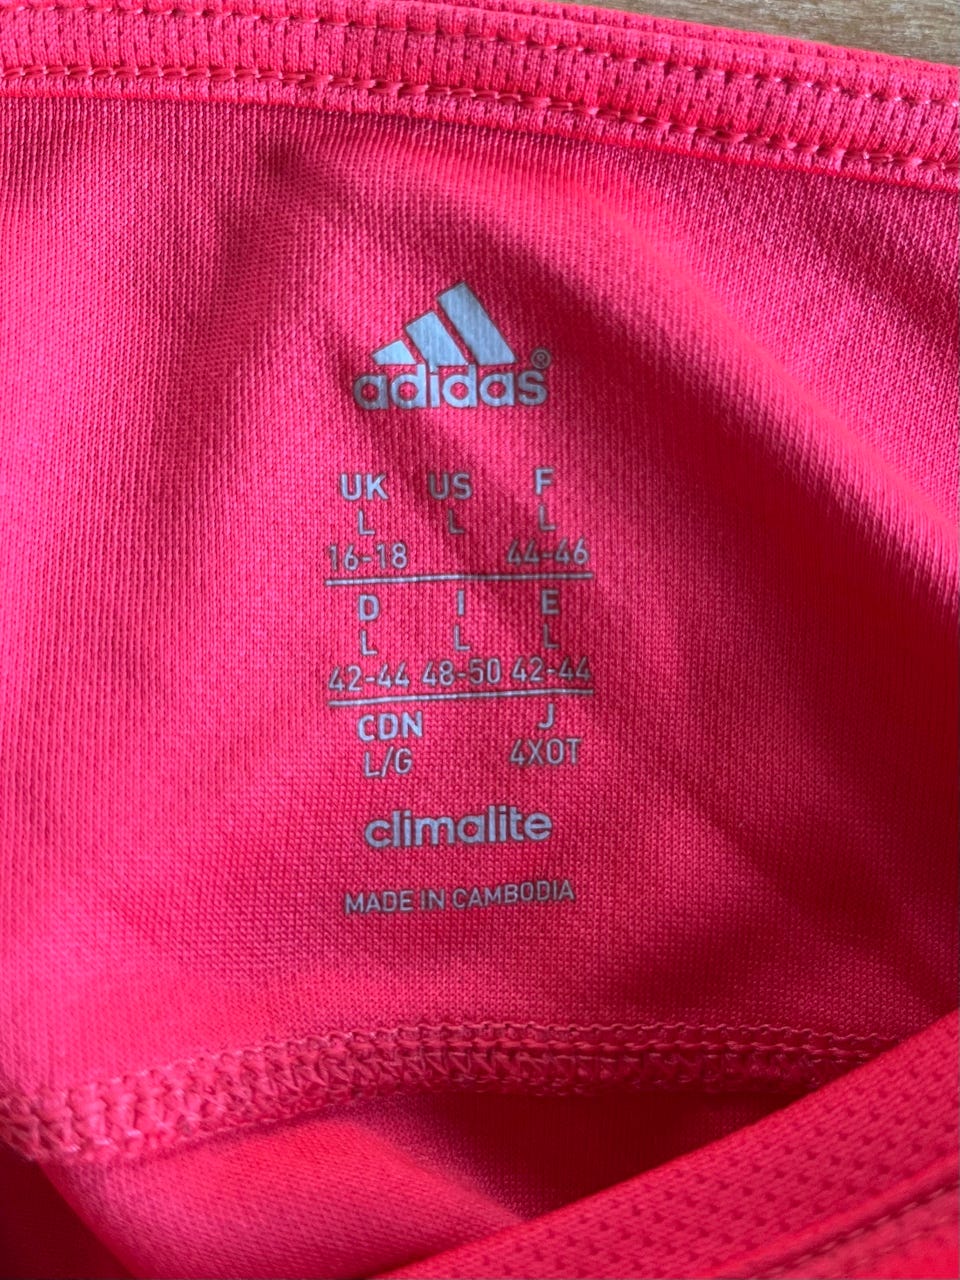 adidas®
UK US F
L L L
16-18 44-46
D I E
L L L
42-44 48-50 42-44
CDN J
L/G 4XOT
climalite
MADE IN CAMBODIA